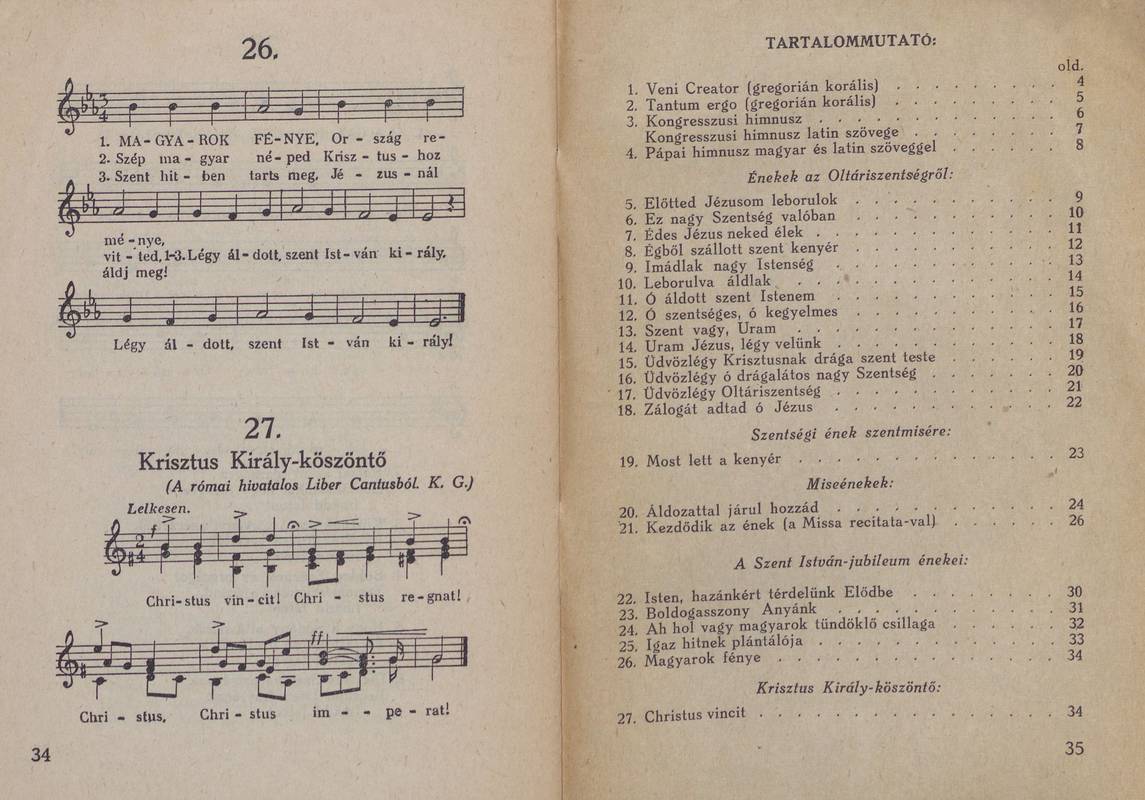 26.
1. MA-GYA-ROK FÉ-NYE, Or - szág re-
2. Szép ma - gyar né-ped Krisz - tus - hoz
3. Szent hit - ben tarts meg, Jé - zus - nál
mé - nye,
vit - ted, 1-3. Légy ál- dott, szent Ist- ván ki- rály,
áldj meg!
Légy ál - dott, szent Ist - ván ki - rály!
27.
Krisztus Király-köszöntő
(A római hivatalos Liber Cantusból. K. G.)
Lelkesen.
f
Chri-stus vin-cit! Chri - stus re-gnat!
ff
Chri - stus, Chri - stus im - - pe - rat!
34
TARTALOMMUTATÓ:
old.
1. Veni Creator (gregorián korális) . . . . . . . . . 4
2. Tantum ergo (gregorián korális) . . . . . . . . . 5
3. Kongresszusi himnusz . . . . . . . . . . . . . 6
Kongresszusi himnusz latin szövege . . . . . . . . 7
4. Pápai himnusz magyar és latin szöveggel . . . . . . 8
Énekek az Oltáriszentségről:
5. Előtted Jézusom leborulok . . . . . . . . . . . 9
6. Ez nagy Szentség valóban . . . . . . . . . . . 10
7. Édes Jézus neked élek . . . . . . . . . . . . . 11
8. Égből szállott szent kenyér . . . . . . . . . . . 12
9. Imádlak nagy Istenség . . . . . . . . . . . . 13
10. Leborulva áldlak . . . . . . . . . . . . . . 14
11. Ó áldott szent Istenem . . . . . . . . . . . . 15
12. Ó szentséges, ó kegyelmes . . . . . . . . . . . 16
13. Szent vagy, Uram . . . . . . . . . . . . . . 17
14. Uram Jézus, légy velünk . . . . . . . . . . . . 18
15. Üdvözlégy Krisztusnak drága szent teste . . . . . . 19
16. Üdvözlégy ó drágalátos nagy Szentség . . . . . . . 20
17. Üdvözlégy Oltáriszentség . . . . . . . . . . . . 21
18. Zálogát adtad ó Jézus . . . . . . . . . . . . 22
Szentségi ének szentmisére:
19. Most lett a kenyér . . . . . . . . . . . . . . 23
Miseénekek:
20. Áldozattal járul hozzád . . . . . . . . . . . . 24
21. Kezdődik az ének (a Missa recitata-val) . . . . . . 26
A Szent István-jubileum énekei:
22. Isten, hazánkért térdelünk Elődbe . . . . . . . . 30
23. Boldogasszony Anyánk . . . . . . . . . . . . 31
24. Ah hol vagy magyarok tündöklő csillaga . . . . . . 32
25. Igaz hitnek plántálója . . . . . . . . . . . . . 33
26. Magyarok fénye . . . . . . . . . . . . . . . 34
Krisztus Király-köszöntő:
27. Christus vincit . . . . . . . . . . . . . . . . 34
35